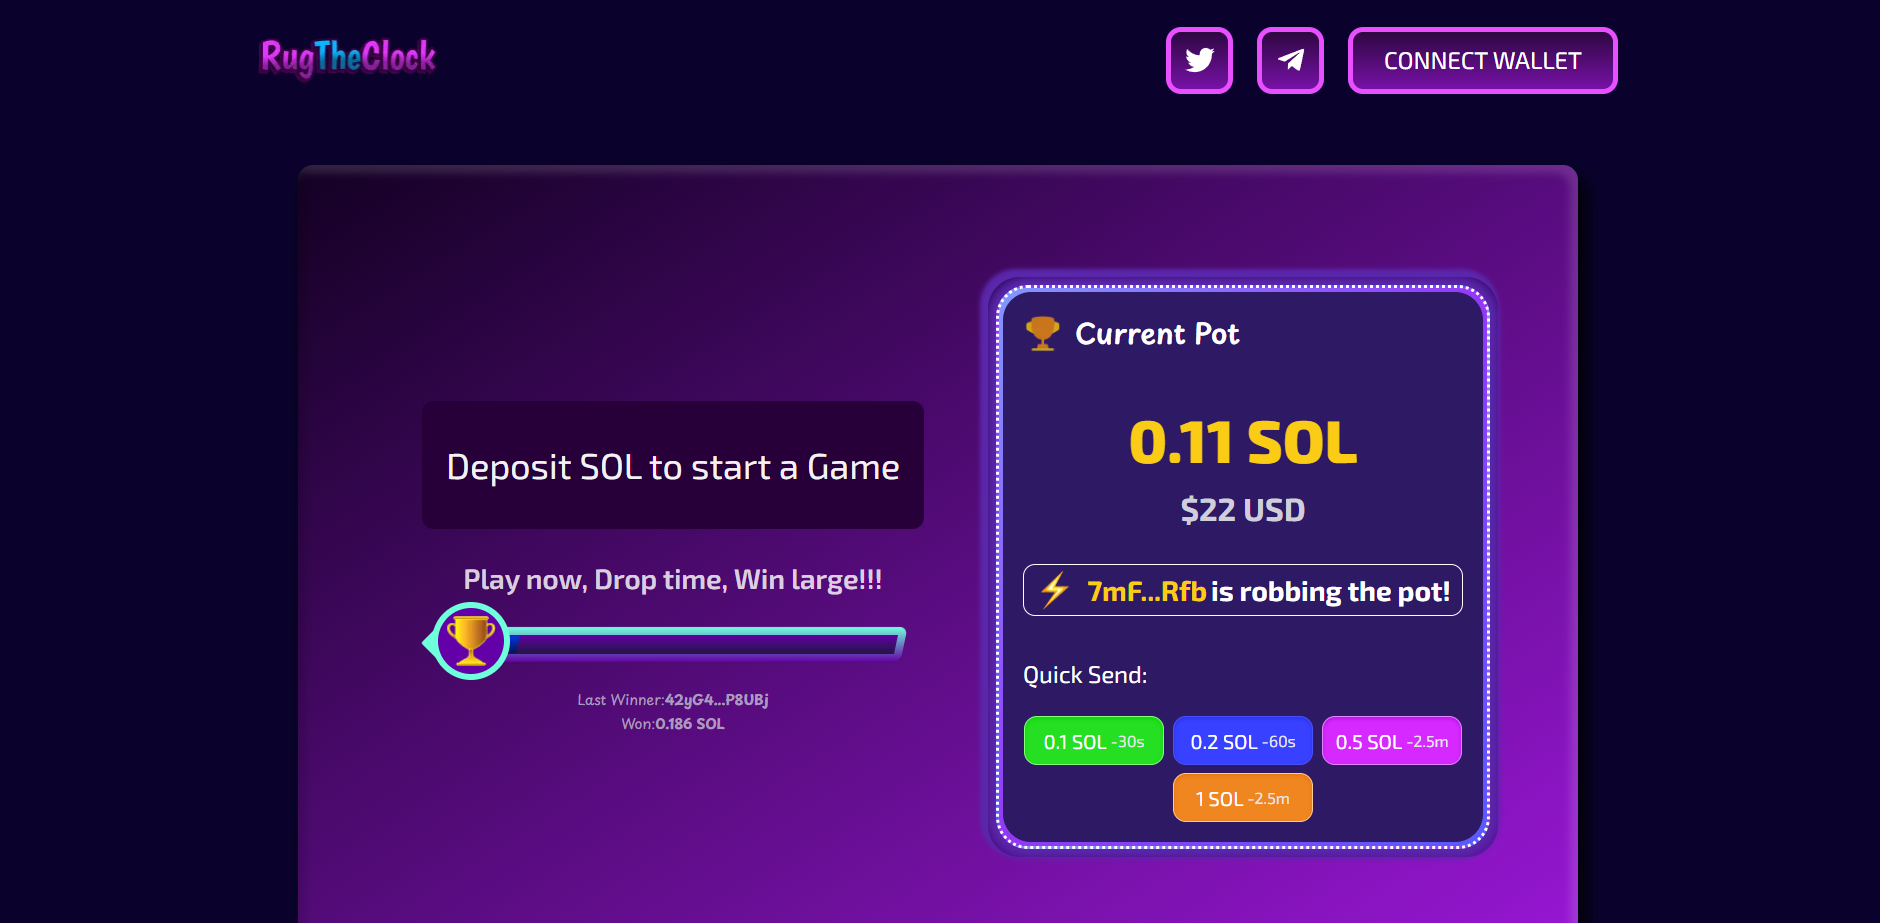 RugTheClock
CONNECT WALLET
Deposit SOL to start a Game
Play now, Drop time, Win large!!!
Last Winner:42yG4...P8UBj
Won:0.186 SOL
Current Pot
0.11 SOL
$22 USD
7mF...Rfb is robbing the pot!
Quick Send:
0.1 SOL -30s
0.2 SOL -60s
0.5 SOL -2.5m
1 SOL -2.5m